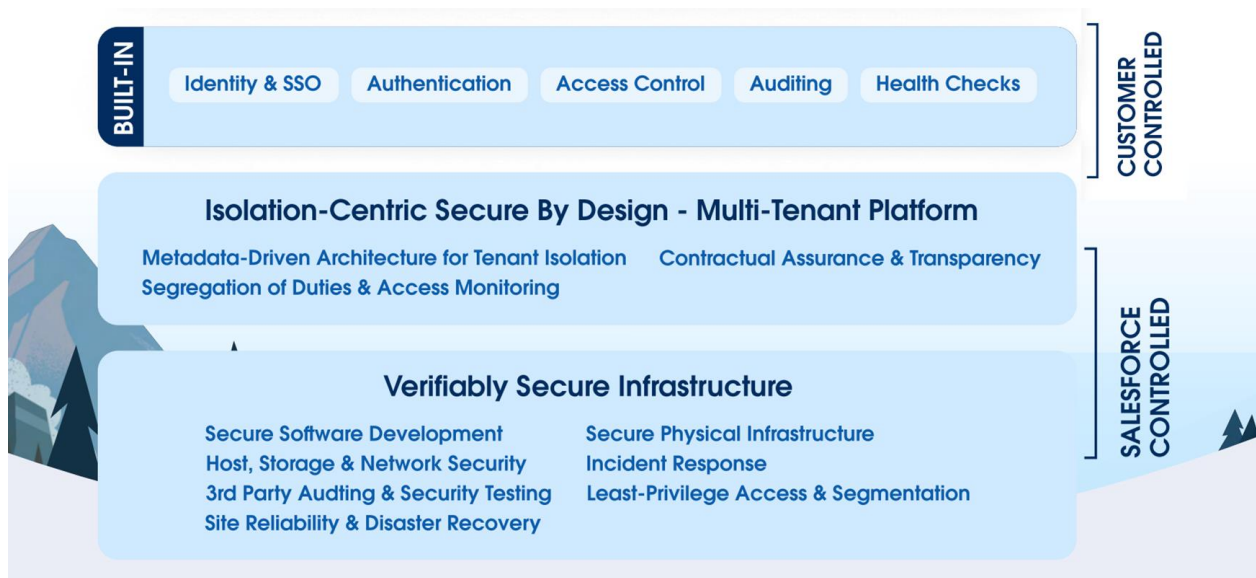 BUILT-IN
Identity & SSO
Authentication
Access Control
Auditing
Health Checks
CUSTOMER
CONTROLLED
Isolation-Centric Secure By Design - Multi-Tenant Platform
Metadata-Driven Architecture for Tenant Isolation
Contractual Assurance & Transparency
Segregation of Duties & Access Monitoring
SALESFORCE
CONTROLLED
Verifiably Secure Infrastructure
Secure Software Development
Host, Storage & Network Security
3rd Party Audting & Security Testing
Site Reliability & Disaster Recovery
Secure Physical Infrastructure
Incident Response
Least-Privilege Access & Segmentation